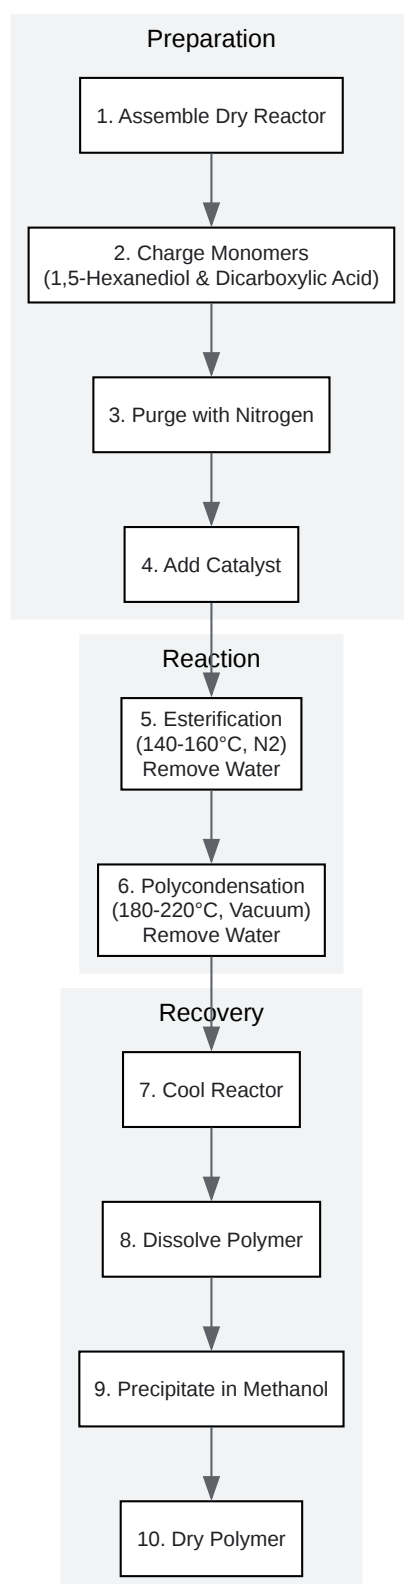 Preparation
1. Assemble Dry Reactor
2. Charge Monomers
(1,5-Hexanediol & Dicarboxylic Acid)
3. Purge with Nitrogen
4. Add Catalyst
Reaction
5. Esterification
(140-160°C, N2)
Remove Water
6. Polycondensation
(180-220°C, Vacuum)
Remove Water
Recovery
7. Cool Reactor
8. Dissolve Polymer
9. Precipitate in Methanol
10. Dry Polymer